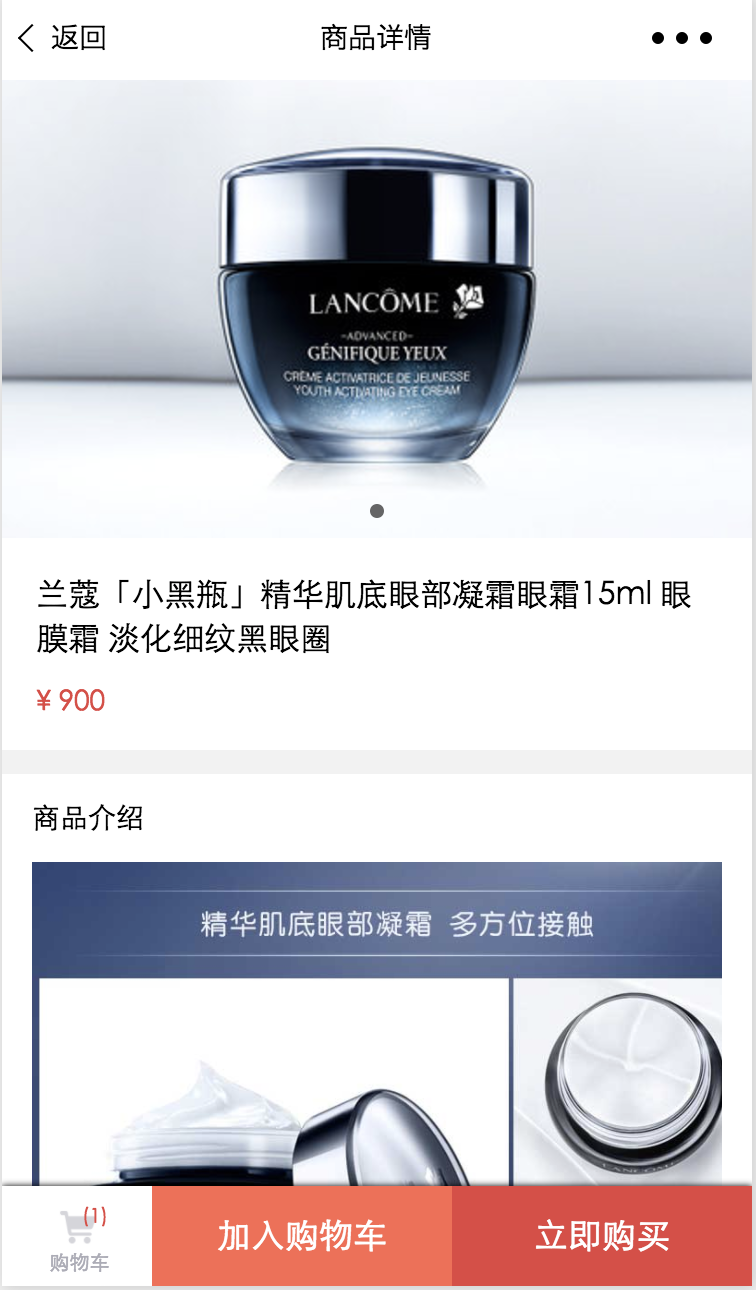 返回
商品详情
LANCÔME
-ADVANCED-
GÉNIFIQUE YEUX
CRÈME ACTIVATRICE DE JEUNESSE
YOUTH ACTIVATING EYE CREAM
兰蔻「小黑瓶」精华肌底眼部凝霜眼霜15ml 眼
膜霜 淡化细纹黑眼圈
¥ 900
商品介绍
精华肌底眼部凝霜 多方位接触
LANCÔME
(1)
购物车
加入购物车
立即购买